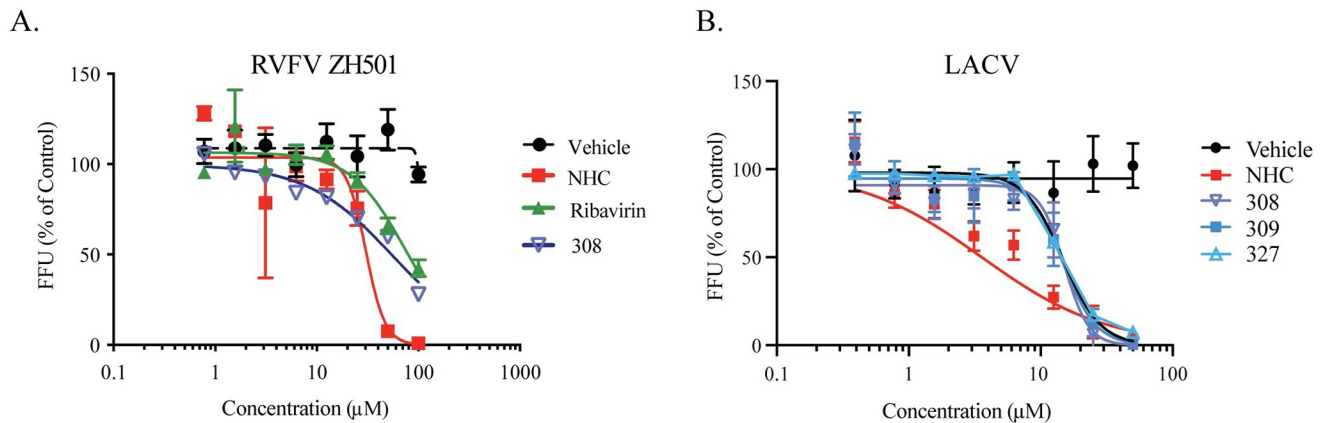 A.
RVFV ZH501
FFU (% of Control)
150
100
50
0
0.1 1 10 100 1000
Concentration (µM)
Vehicle
NHC
Ribavirin
308
B.
LACV
FFU (% of Control)
150
100
50
0
0.1 1 10 100
Concentration (µM)
Vehicle
NHC
308
309
327